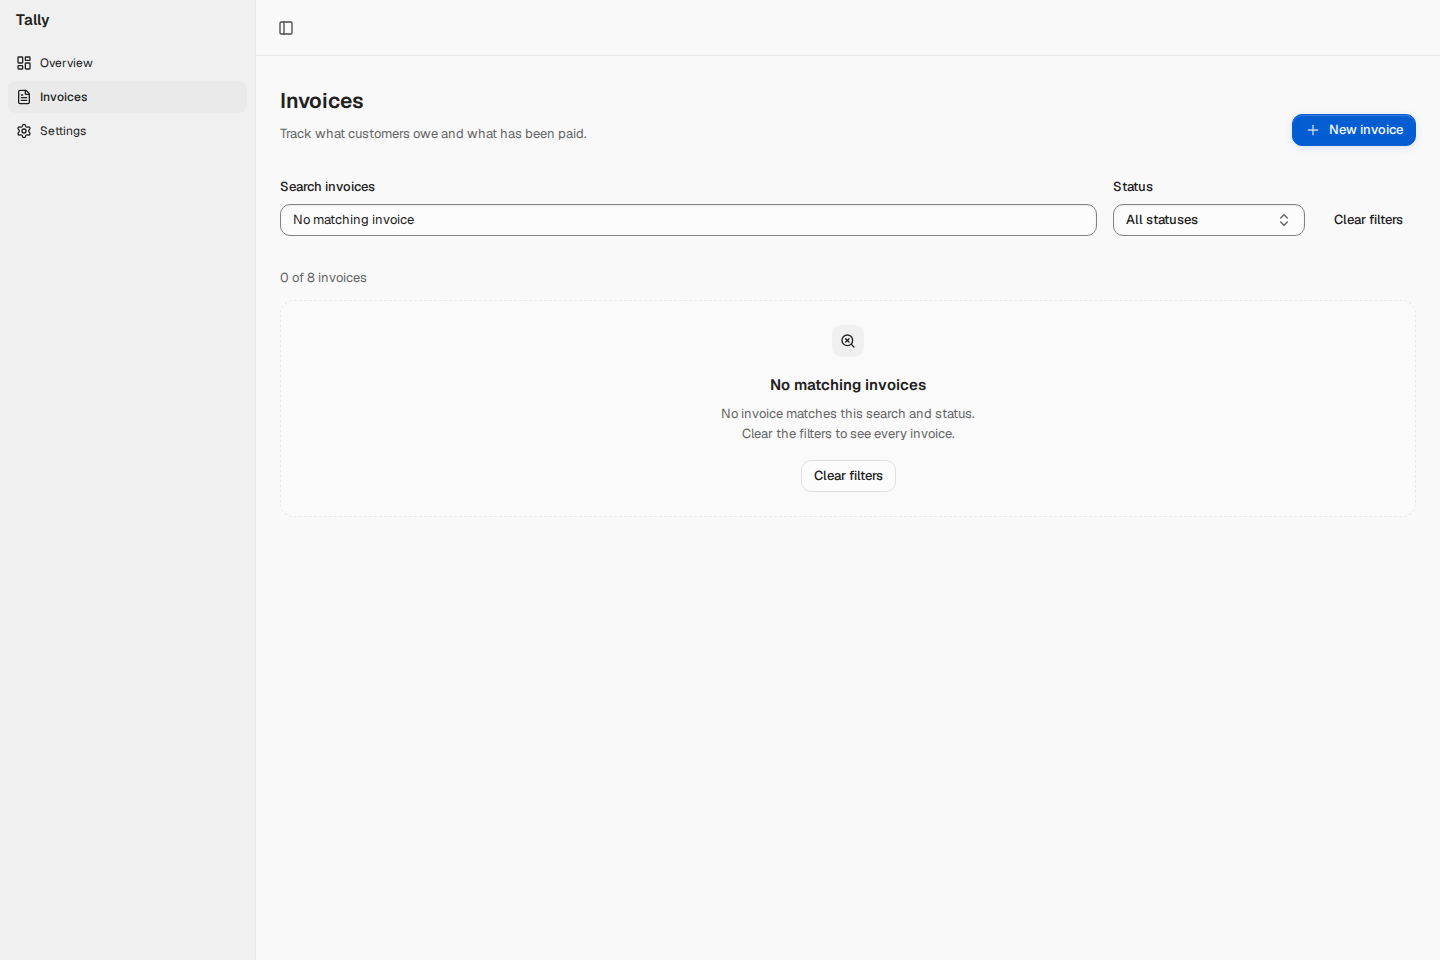 Tally
Overview
Invoices
Settings
Invoices
Track what customers owe and what has been paid.
New invoice
Search invoices
Status
No matching invoice
All statuses
Clear filters
0 of 8 invoices
No matching invoices
No invoice matches this search and status.
Clear the filters to see every invoice.
Clear filters